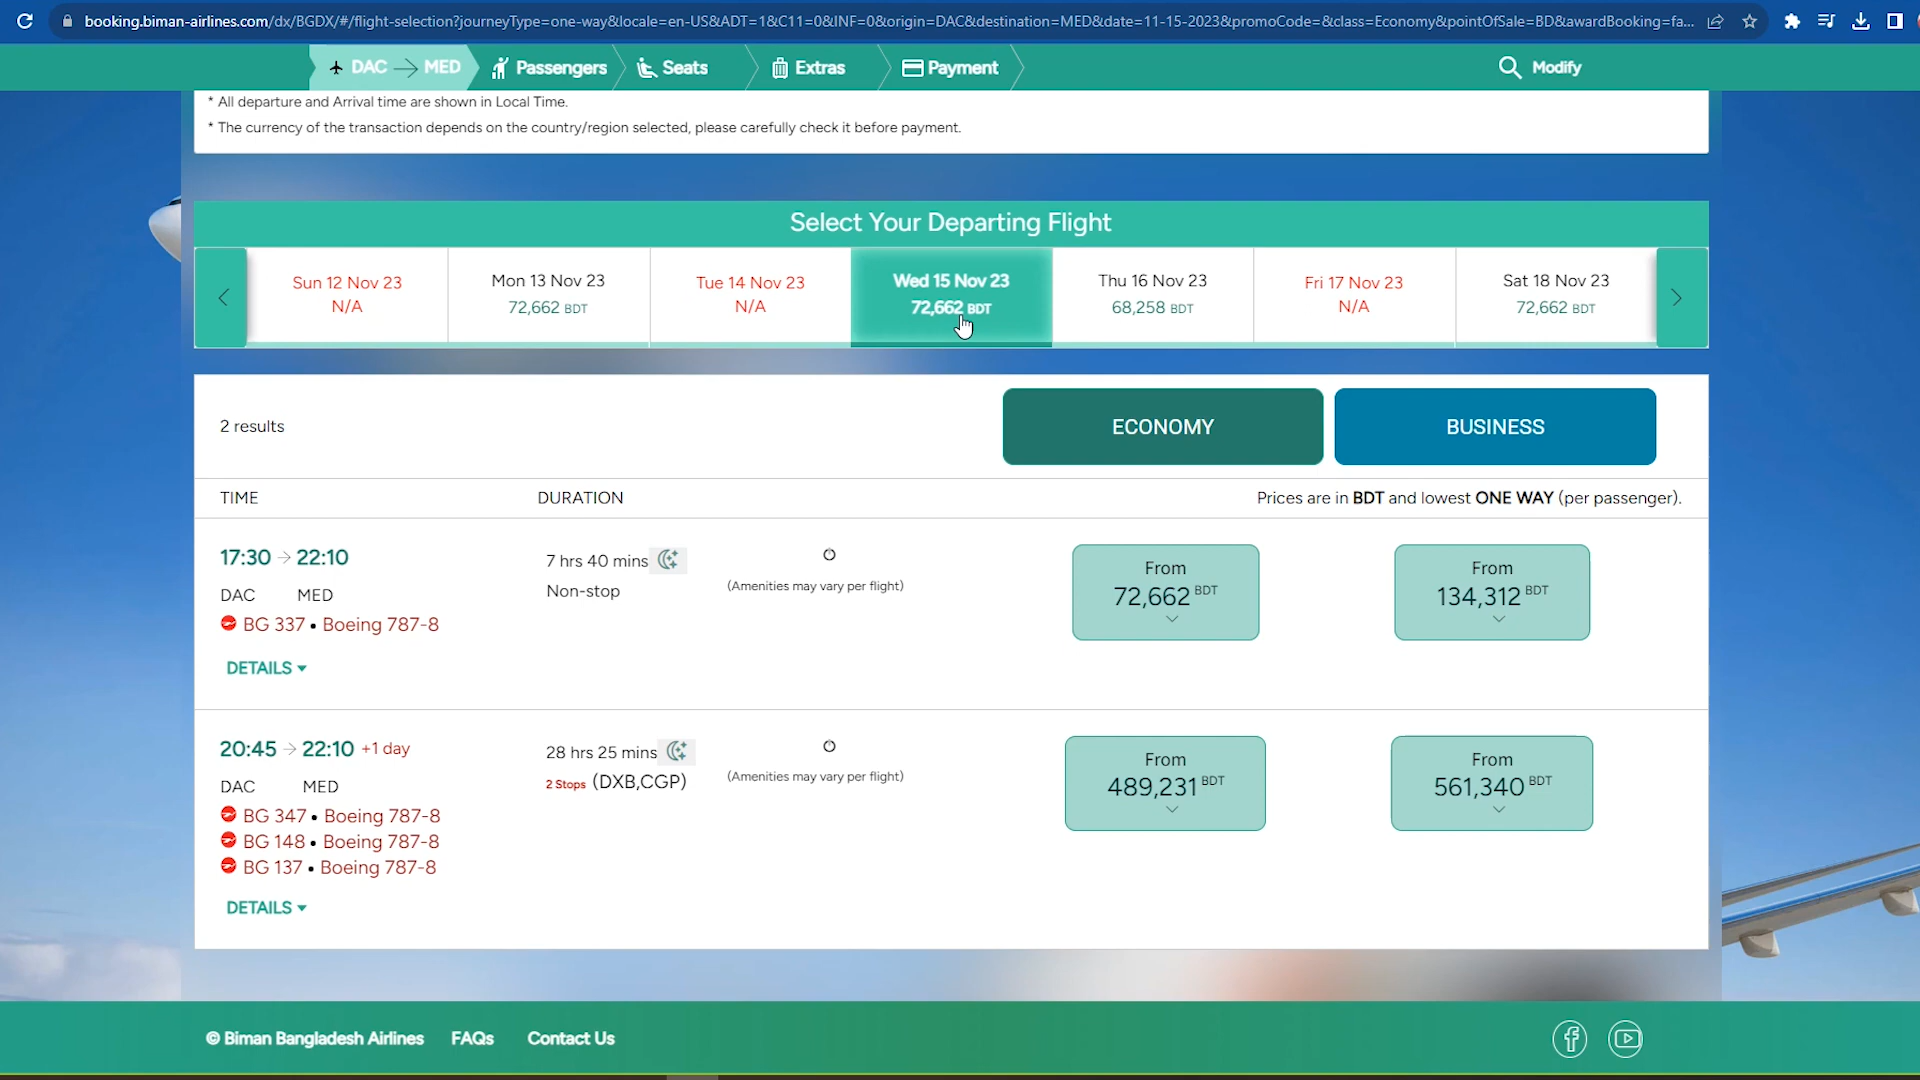 booking.biman-airlines.com/dx/BGDX/#/flight-selection?journeyType=one-way&locale=en-US&ADT=1&C11=0&INF=0&origin=DAC&destination=MED&date=11-15-2023&promoCode=&class=Economy&pointOfSale=BD&awardBooking=fa...
DAC MED Passengers Seats Extras Payment Modify
* All departure and Arrival time are shown in Local Time.
* The currency of the transaction depends on the country/region selected, please carefully check it before payment.
Select Your Departing Flight
Sun 12 Nov 23 Mon 13 Nov 23 Tue 14 Nov 23 Wed 15 Nov 23 Thu 16 Nov 23 Fri 17 Nov 23 Sat 18 Nov 23
N/A 72,662 BDT N/A 72,662 BDT 68,258 BDT N/A 72,662 BDT
2 results ECONOMY BUSINESS
TIME DURATION Prices are in BDT and lowest ONE WAY (per passenger).
17:30 → 22:10 7 hrs 40 mins From From
DAC MED Non-stop (Amenities may vary per flight) 72,662 BDT 134,312 BDT
BG 337 • Boeing 787-8
DETAILS
20:45 → 22:10 +1 day 28 hrs 25 mins From From
DAC MED 2 Stops (DXB,CGP) (Amenities may vary per flight) 489,231 BDT 561,340 BDT
BG 347 • Boeing 787-8
BG 148 • Boeing 787-8
BG 137 • Boeing 787-8
DETAILS
© Biman Bangladesh Airlines FAQs Contact Us